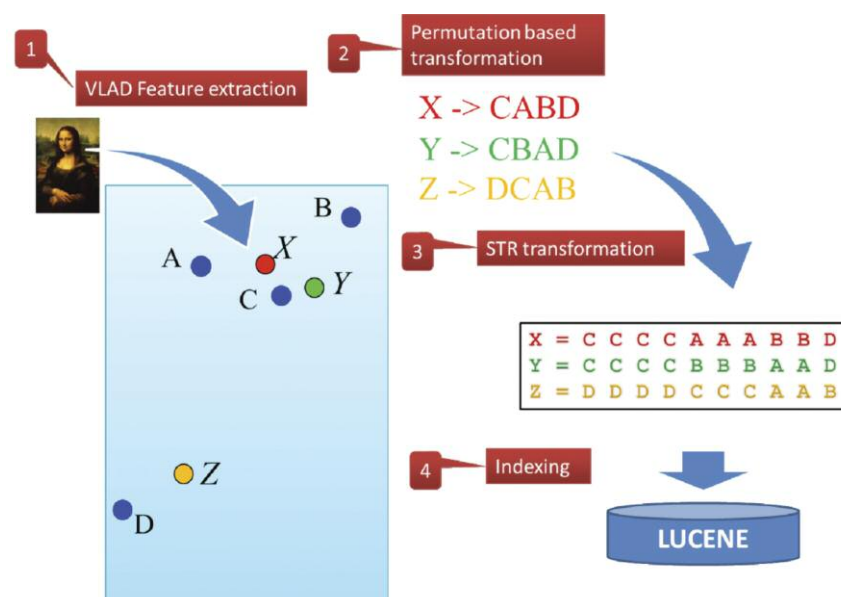 1
VLAD Feature extraction
2
Permutation based
transformation
X -> CABD
Y -> CBAD
Z -> DCAB
B
A
X
C
Y
Z
D
3
STR transformation
X = C C C C A A A B B D
Y = C C C C B B B A A D
Z = D D D D C C C A A B
4
Indexing
LUCENE